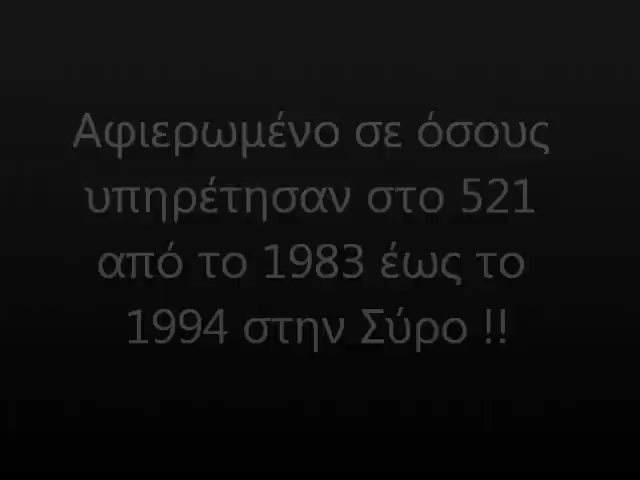 Αφιερωμένο σε όσους
υπηρέτησαν στο 521
από το 1983 έως το
1994 στην Σύρο !!